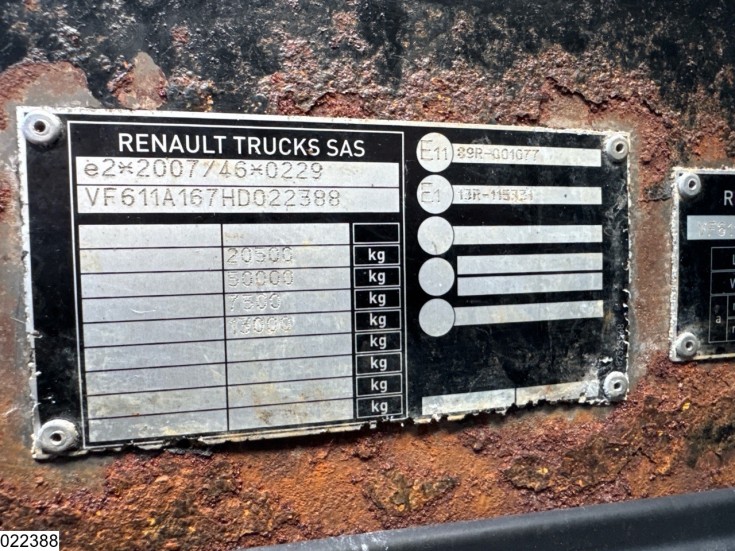 RENAULT TRUCKS SAS
e2*2007/46*0229
VF611A167HD022388
20500 kg
50000 kg
7500 kg
13000 kg
kg
kg
kg
kg
E11 89R-001077
E1 13R-115331
R
a
022388